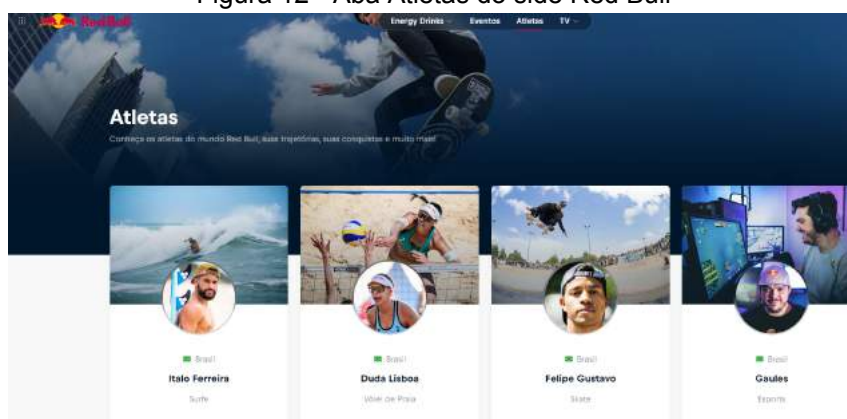 Figura 12 - Aba Atletas do side Red Bull
Red Bull
Energy Drinks Eventos Atletas TV
Atletas
Conheça os atletas do mundo Red Bull, suas trajetórias, suas conquistas e muito mais!
Brasil Brasil Brasil Brasil
Italo Ferreira Duda Lisboa Felipe Gustavo Gaules
Surfe Vôlei de Praia Skate Esports